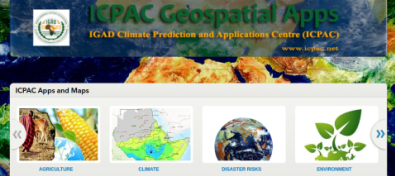 ICPAC Geospatial Apps
IGAD Climate Prediction and Applications Centre (ICPAC)
www.icpac.net
ICPAC Apps and Maps
AGRICULTURE
CLIMATE
DISASTER RISKS
ENVIRONMENT